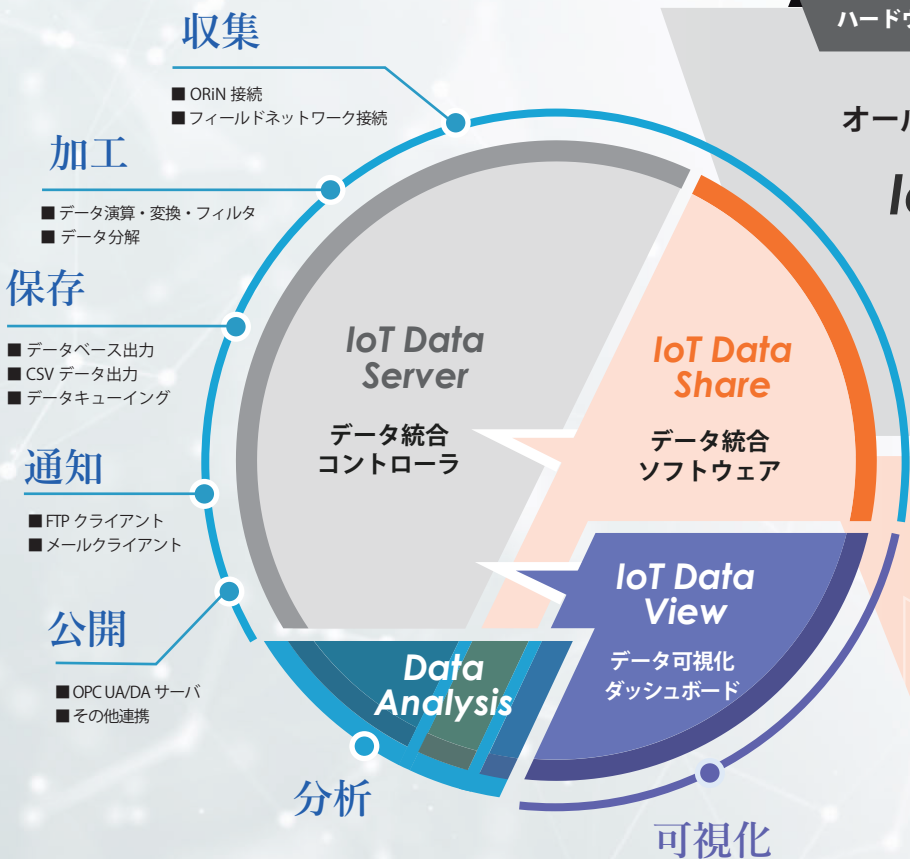 収集
■ ORiN 接続
■ フィールドネットワーク接続
加工
■ データ演算・変換・フィルタ
■ データ分解
保存
■ データベース出力
■ CSV データ出力
■ データキューイング
通知
■ FTP クライアント
■ メールクライアント
公開
■ OPC UA/DA サーバ
■ その他連携
分析
可視化
IoT Data
Server
データ統合
コントローラ
IoT Data
Share
データ統合
ソフトウェア
IoT Data
View
データ可視化
ダッシュボード
Data
Analysis
ハード
オール